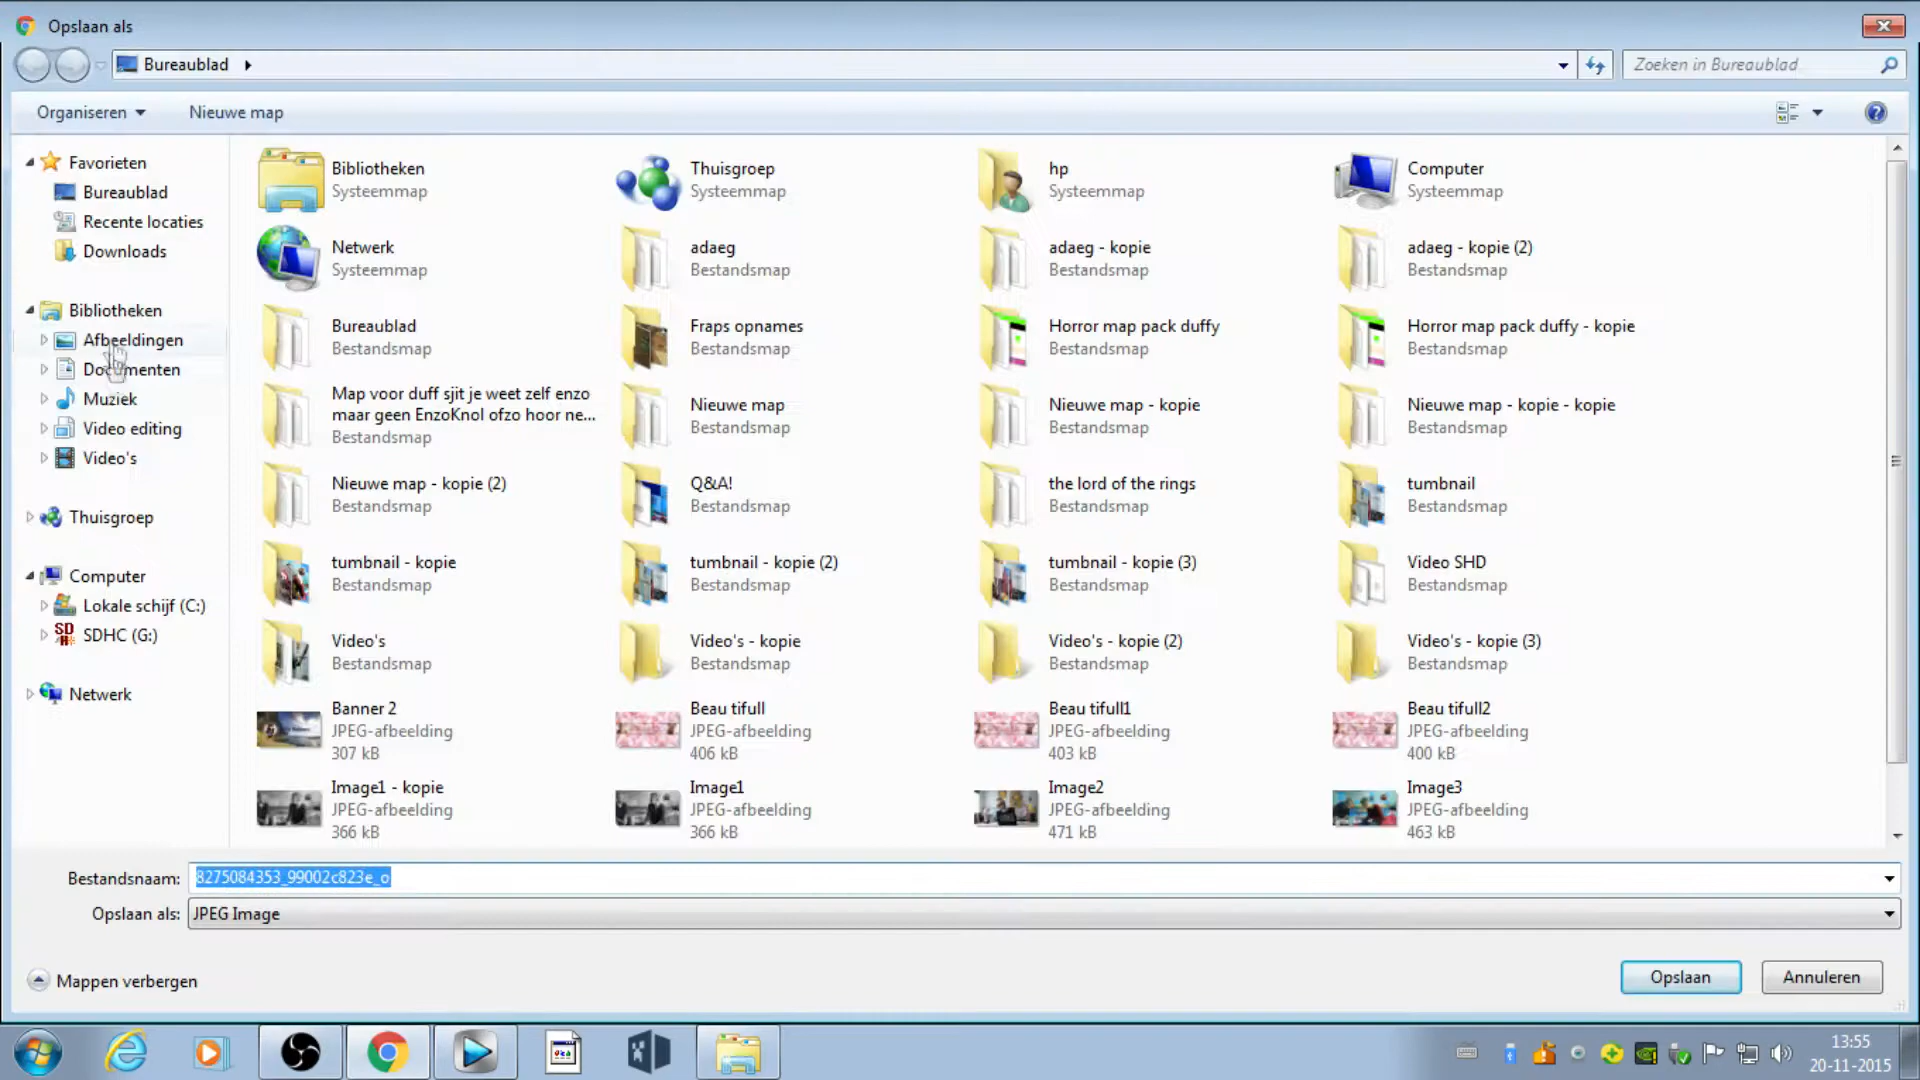 Opslaan als
Bureaublad
Zoeken in Bureaublad
Organiseren
Nieuwe map
Favorieten
Bureaublad
Recente locaties
Downloads
Bibliotheken
Afbeeldingen
Documenten
Muziek
Video editing
Video's
Thuisgroep
Computer
Lokale schijf (C:)
SDHC (G:)
Netwerk
Bibliotheken
Systeemmap
Thuisgroep
Systeemmap
hp
Systeemmap
Computer
Systeemmap
Netwerk
Systeemmap
adaeg
Bestandsmap
adaeg - kopie
Bestandsmap
adaeg - kopie (2)
Bestandsmap
Bureaublad
Bestandsmap
Fraps opnames
Bestandsmap
Horror map pack duffy
Bestandsmap
Horror map pack duffy - kopie
Bestandsmap
Map voor duff sjit je weet zelf enzo
maar geen EnzoKnol ofzo hoor ne...
Bestandsmap
Nieuwe map
Bestandsmap
Nieuwe map - kopie
Bestandsmap
Nieuwe map - kopie - kopie
Bestandsmap
Nieuwe map - kopie (2)
Bestandsmap
Q&A!
Bestandsmap
the lord of the rings
Bestandsmap
tumbnail
Bestandsmap
tumbnail - kopie
Bestandsmap
tumbnail - kopie (2)
Bestandsmap
tumbnail - kopie (3)
Bestandsmap
Video SHD
Bestandsmap
Video's
Bestandsmap
Video's - kopie
Bestandsmap
Video's - kopie (2)
Bestandsmap
Video's - kopie (3)
Bestandsmap
Banner 2
JPEG-afbeelding
307 kB
Beau tifull
JPEG-afbeelding
406 kB
Beau tifull1
JPEG-afbeelding
403 kB
Beau tifull2
JPEG-afbeelding
400 kB
Image1 - kopie
JPEG-afbeelding
366 kB
Image1
JPEG-afbeelding
366 kB
Image2
JPEG-afbeelding
471 kB
Image3
JPEG-afbeelding
463 kB
Bestandsnaam: 8275084353_99002c823e_o
Opslaan als: JPEG Image
Mappen verbergen
Opslaan
Annuleren
13:55
20-11-2015